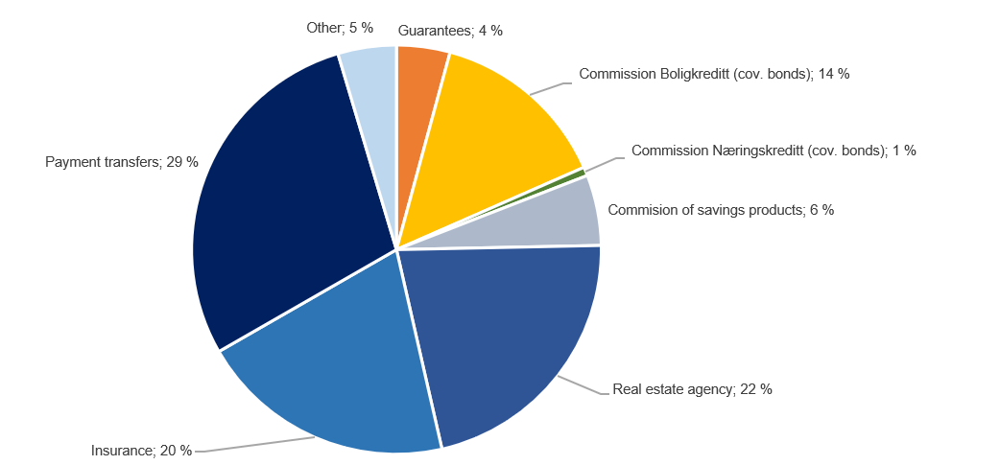 Other; 5 %
Guarantees; 4 %
Commission Boligkreditt (cov. bonds); 14 %
Commission Næringskreditt (cov. bonds); 1 %
Payment transfers; 29 %
Commision of savings products; 6 %
Real estate agency; 22 %
Insurance; 20 %